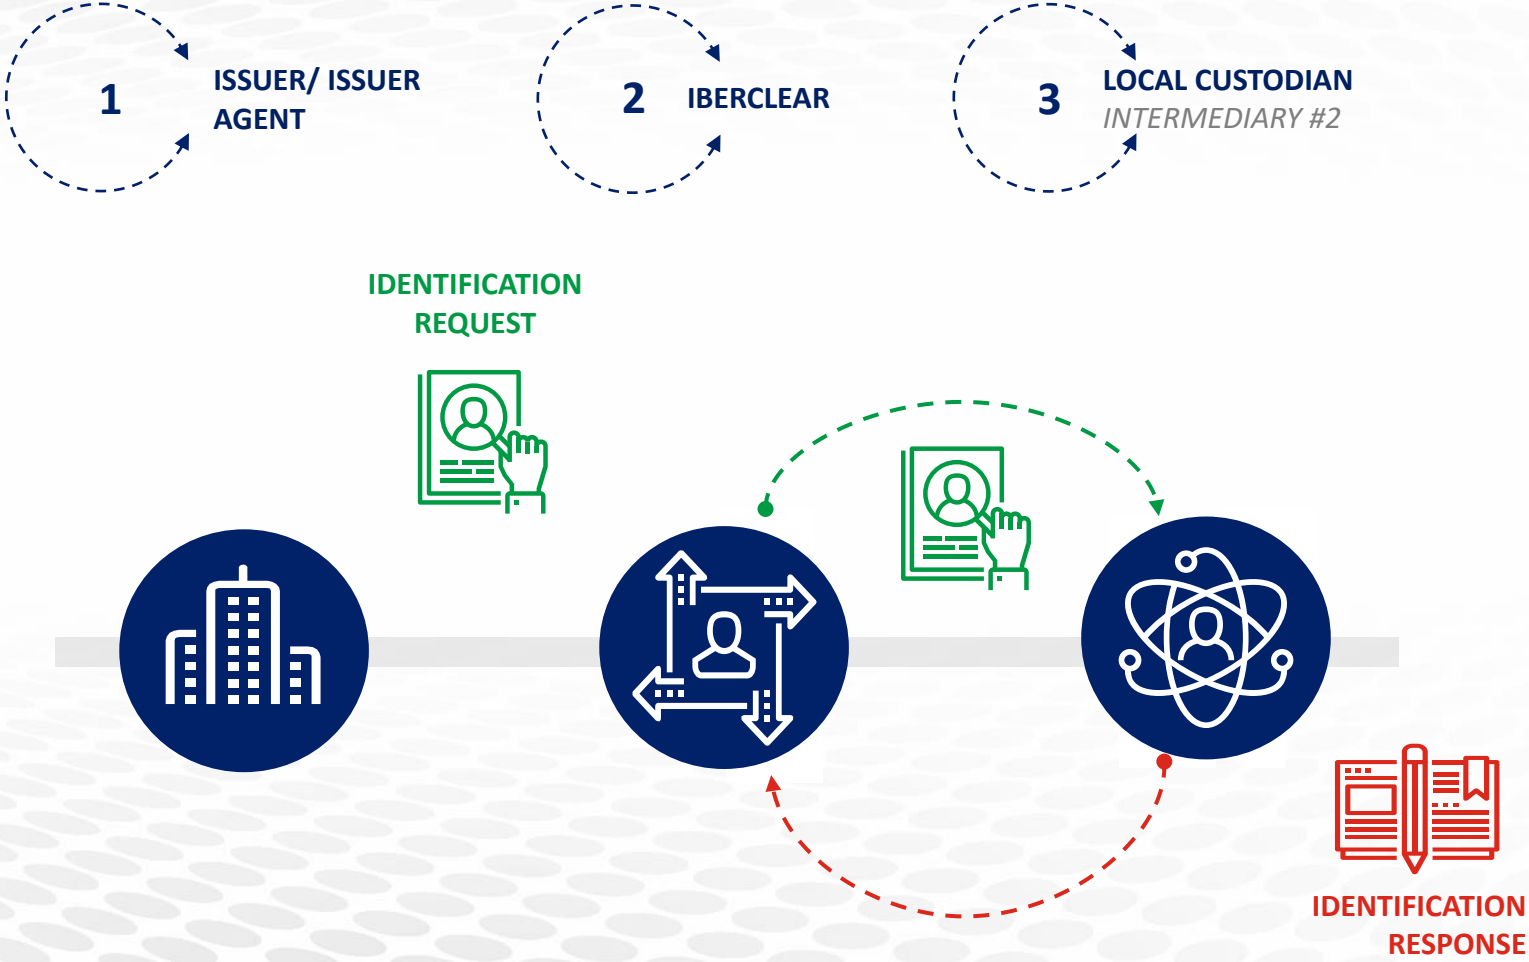 1
ISSUER/ ISSUER
AGENT
2
IBERCLEAR
3
LOCAL CUSTODIAN
INTERMEDIARY #2
IDENTIFICATION
REQUEST
IDENTIFICATION
RESPONSE